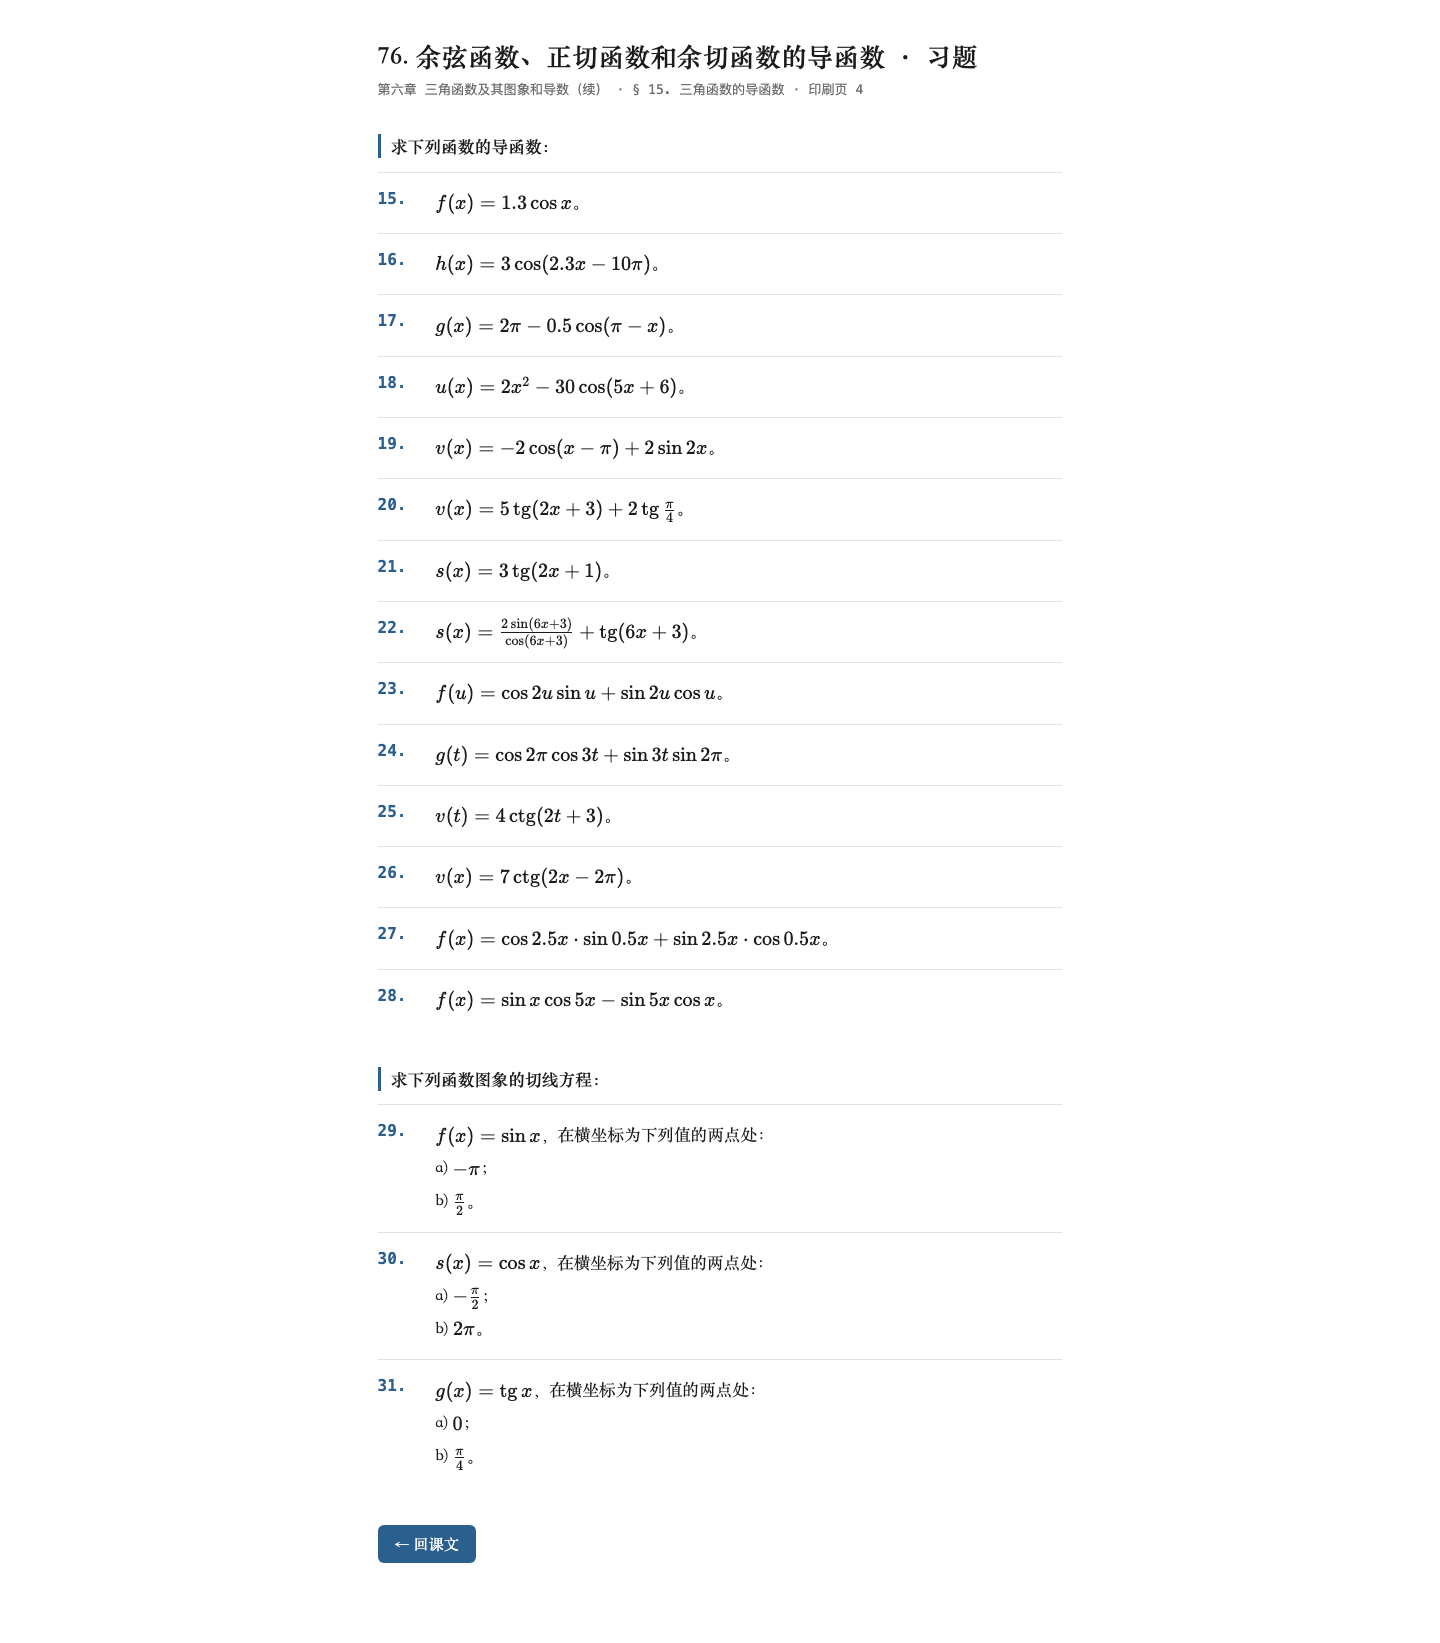 76. 余弦函数、正切函数和余切函数的导函数 · 习题
第六章 三角函数及其图象和导数（续） · § 15. 三角函数的导函数 · 印刷页 4
求下列函数的导函数：
15. f(x) = 1.3 cos x。
16. h(x) = 3 cos(2.3x − 10π)。
17. g(x) = 2π − 0.5 cos(π − x)。
18. u(x) = 2x² − 30 cos(5x + 6)。
19. v(x) = −2 cos(x − π) + 2 sin 2x。
20. v(x) = 5 tg(2x + 3) + 2 tg π/4。
21. s(x) = 3 tg(2x + 1)。
22. s(x) = 2 sin(6x+3)/cos(6x+3) + tg(6x + 3)。
23. f(u) = cos 2u sin u + sin 2u cos u。
24. g(t) = cos 2π cos 3t + sin 3t sin 2π。
25. v(t) = 4 ctg(2t + 3)。
26. v(x) = 7 ctg(2x − 2π)。
27. f(x) = cos 2.5x · sin 0.5x + sin 2.5x · cos 0.5x。
28. f(x) = sin x cos 5x − sin 5x cos x。
求下列函数图象的切线方程：
29. f(x) = sin x，在横坐标为下列值的两点处：
a) −π；
b) π/2。
30. s(x) = cos x，在横坐标为下列值的两点处：
a) −π/2；
b) 2π。
31. g(x) = tg x，在横坐标为下列值的两点处：
a) 0；
b) π/4。
← 回课文